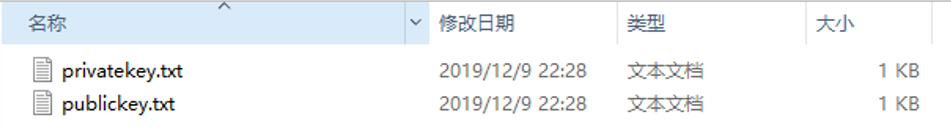 名称 修改日期 类型 大小
privatekey.txt 2019/12/9 22:28 文本文档 1 KB
publickey.txt 2019/12/9 22:28 文本文档 1 KB